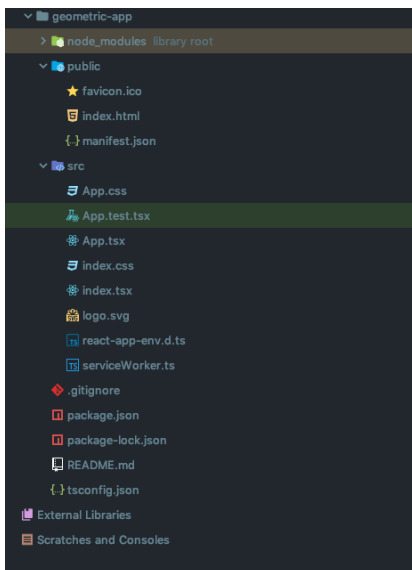 geometric-app
node_modules library root
public
favicon.ico
index.html
manifest.json
src
App.css
App.test.tsx
App.tsx
index.css
index.tsx
logo.svg
react-app-env.d.ts
serviceWorker.ts
.gitignore
package.json
package-lock.json
README.md
tsconfig.json
External Libraries
Scratches and Consoles